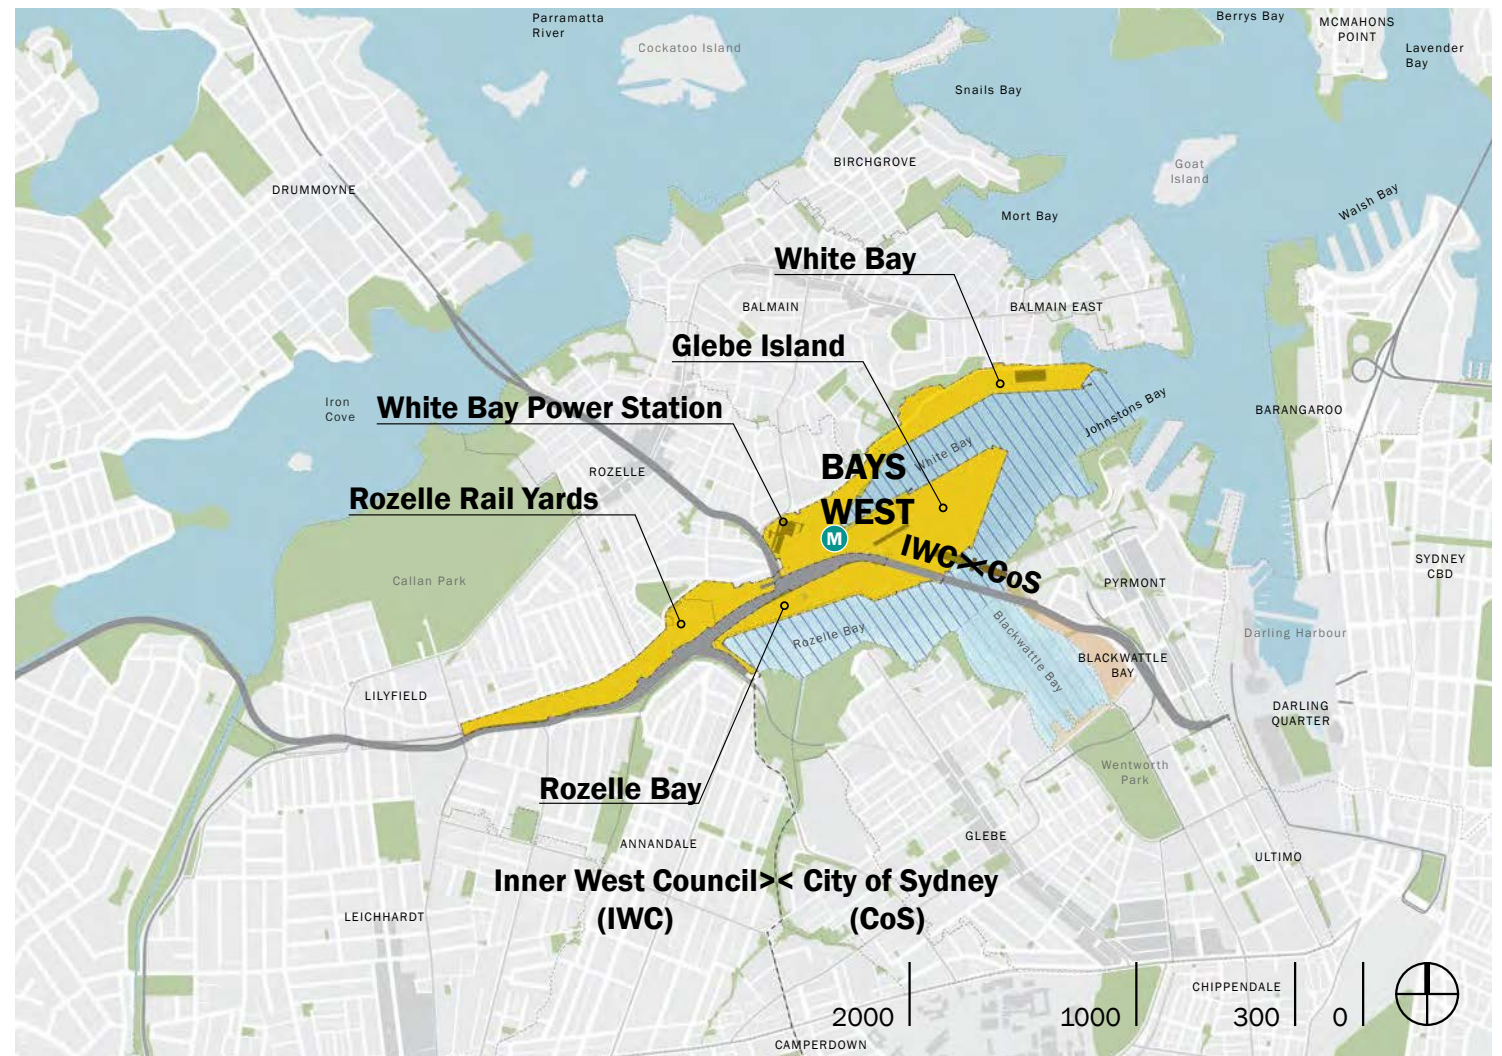 Parramatta
River
Cockatoo Island
Berrys Bay
MCMAHONS
POINT
Lavender
Bay
Snails Bay
BIRCHGROVE
Goat
Island
DRUMMOYNE
Walsh Bay
Mort Bay
White Bay
BALMAIN
BALMAIN EAST
Glebe Island
Iron
Cove
White Bay Power Station
Johnstons Bay
BARANGAROO
White Bay
BAYS
WEST
ROZELLE
Rozelle Rail Yards
M
IWC><CoS
SYDNEY
CBD
Callan Park
PYRMONT
Rozelle Bay
Blackwattle Bay
Darling Harbour
BLACKWATTLE
BAY
LILYFIELD
DARLING
QUARTER
Wentworth
Park
Rozelle Bay
ANNANDALE
GLEBE
ULTIMO
Inner West Council>< City of Sydney
(IWC) (CoS)
LEICHHARDT
CHIPPENDALE
2000 1000 300 0
CAMPERDOWN